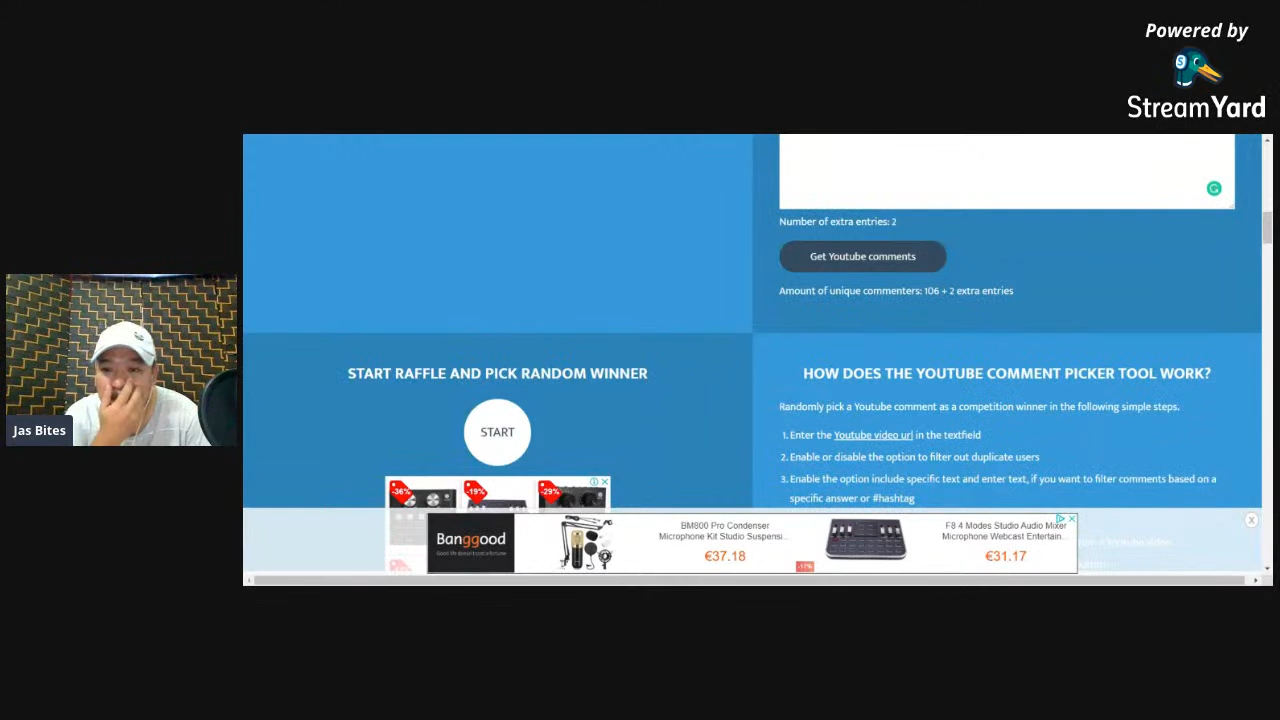 Powered by
StreamYard
Number of extra entries: 2
Get Youtube comments
Amount of unique commenters: 106 + 2 extra entries
START RAFFLE AND PICK RANDOM WINNER
START
-36%
-19%
-29%
HOW DOES THE YOUTUBE COMMENT PICKER TOOL WORK?
Randomly pick a Youtube comment as a competition winner in the following simple steps.
1. Enter the Youtube video url in the textfield
2. Enable or disable the option to filter out duplicate users
3. Enable the option include specific text and enter text, if you want to filter comments based on a
specific answer or #hashtag
Jas Bites
Banggood
BM800 Pro Condenser
Microphone Kit Studio Suspensi...
€37.18
-17%
F8 4 Modes Studio Audio Mixer
Microphone Webcast Entertain...
€31.17
X